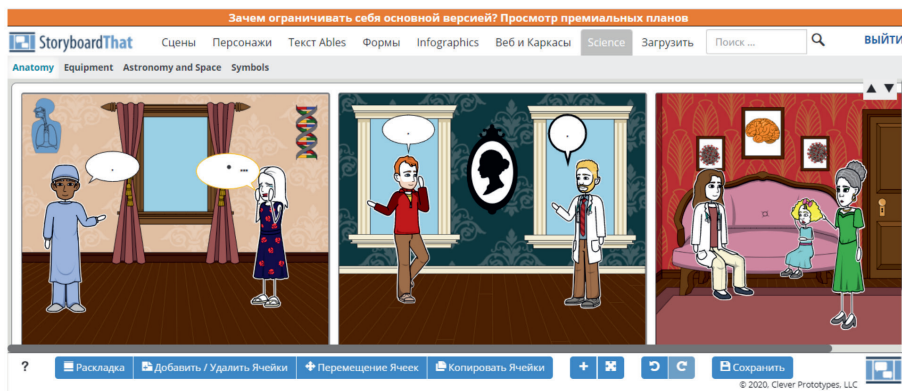 Зачем ограничивать себя основной версией? Просмотр премиальных планов
StoryboardThat Сцены Персонажи Текст Ables Формы Infographics Веб и Каркасы Science Загрузить Поиск ... ВЫЙТИ
Anatomy Equipment Astronomy and Space Symbols
? Раскладка Добавить / Удалить Ячейки Перемещение Ячеек Копировать Ячейки Сохранить
© 2020, Clever Prototypes, LLC